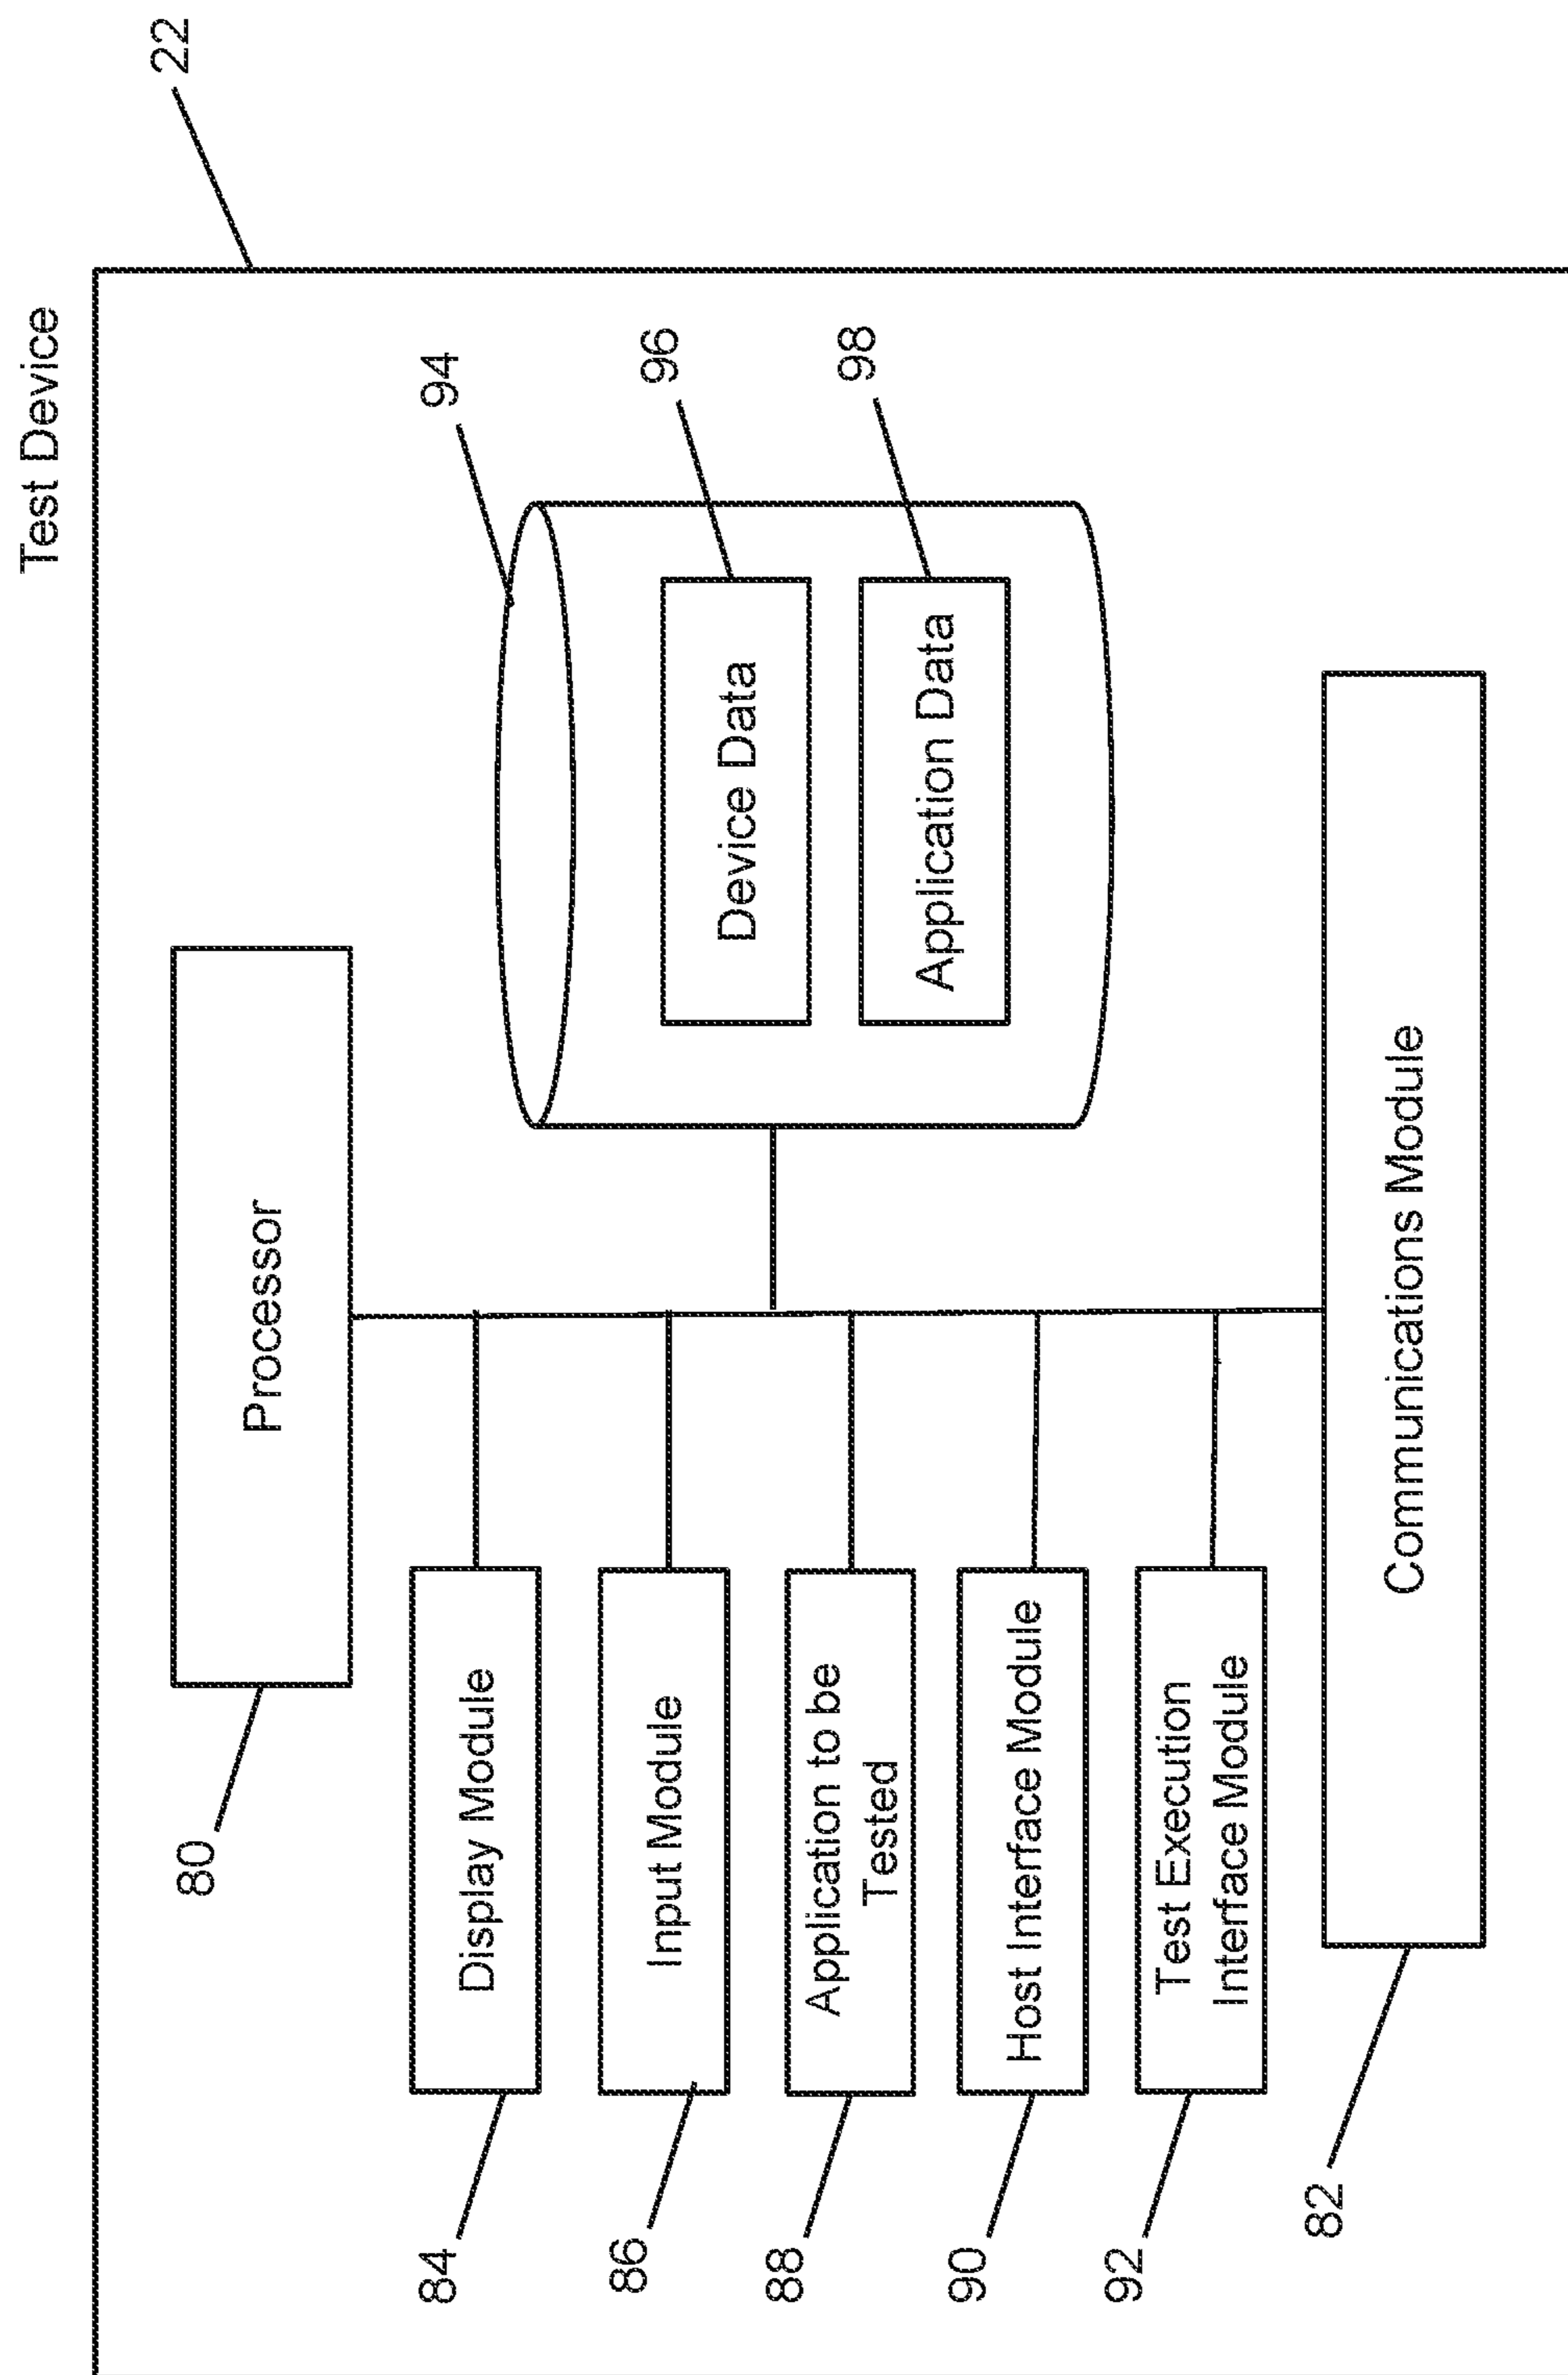 Test Device
22
Processor
80
94
Display Module
84
Device Data
96
Input Module
86
Application Data
98
Application to be
Tested
88
Host Interface Module
90
Test Execution
Interface Module
92
Communications Module
82